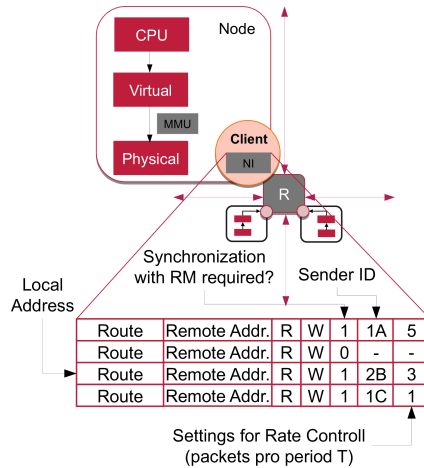 Node
CPU
Virtual
MMU
Physical
Client
NI
R
Synchronization
with RM required?
Sender ID
Local
Address
Route Remote Addr. R W 1 1A 5
Route Remote Addr. R W 0 - -
Route Remote Addr. R W 1 2B 3
Route Remote Addr. R W 1 1C 1
Settings for Rate Controll
(packets pro period T)